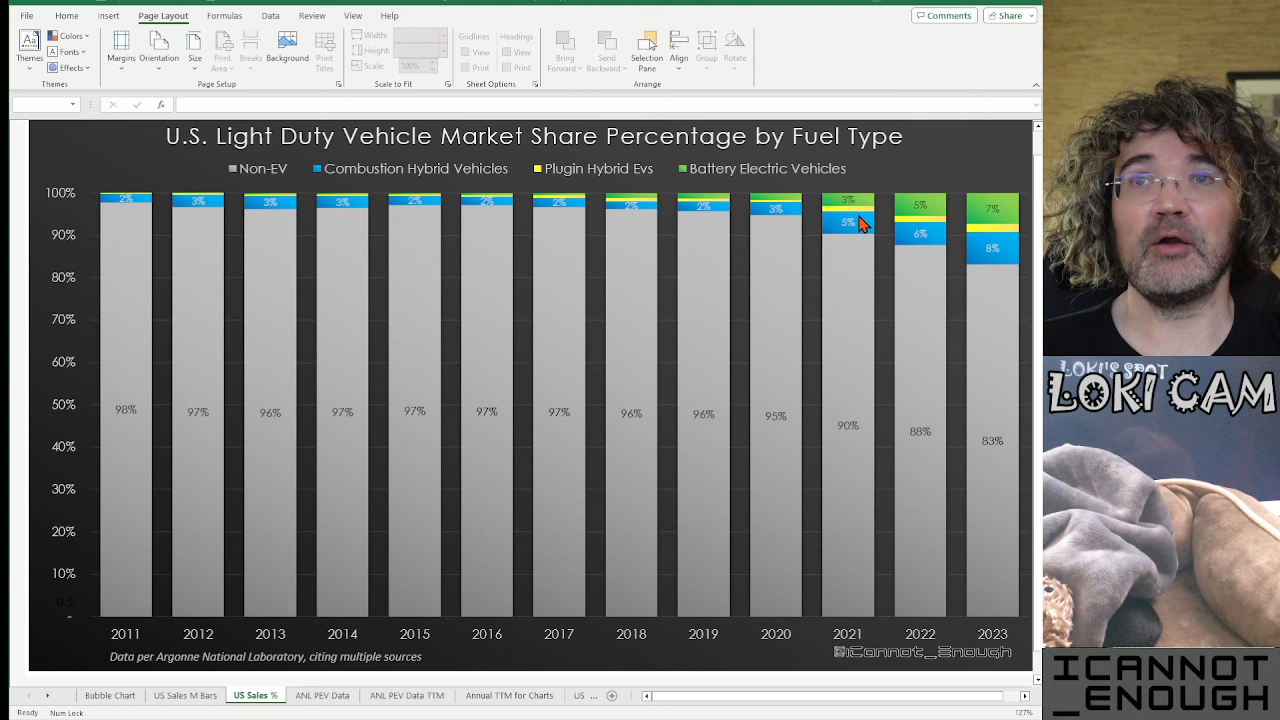 File Home Insert Page Layout Formulas Data Review View Help Comments Share
Colors
Fonts
Effects
Themes Margins Orientation Size Print Area Breaks Background Print Titles
Width:
Height:
Scale: 100%
Gridlines Headings
View View
Print Print
Bring Forward Send Backward Selection Pane Align Group Rotate
Themes Page Setup Scale to Fit Sheet Options Arrange
fx
U.S. Light Duty Vehicle Market Share Percentage by Fuel Type
Non-EV Combustion Hybrid Vehicles Plugin Hybrid Evs Battery Electric Vehicles
100%
90%
80%
70%
60%
50%
40%
30%
20%
10%
U.S.
-
3% 5% 7%
2% 3% 3% 3% 2% 2% 2% 2% 2% 3% 5% 6% 8%
98% 97% 96% 97% 97% 97% 97% 96% 96% 95% 90% 88% 83%
2011 2012 2013 2014 2015 2016 2017 2018 2019 2020 2021 2022 2023
Data per Argonne National Laboratory, citing multiple sources
@iCannot_Enough
Bubble Chart US Sales M Bars US Sales % ANL PEV Data ANL PEV Data TTM Annual TTM for Charts US ...
Ready Num Lock 127%
LOKI'S SPOT
LOKI CAM
ICANNOT
_ENOUGH